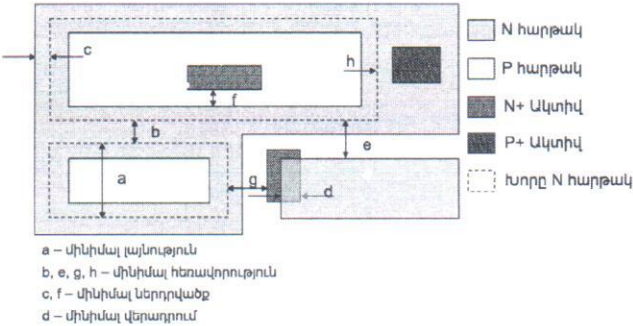 c
h
f
b
e
a
g
d
N հարթակ
P հարթակ
N+ Ակտիվ
P+ Ակտիվ
Խորը N հարթակ
a – մինիմալ լայնություն
b, e, g, h – մինիմալ հեռավորություն
c, f – մինիմալ ներդրվածք
d – մինիմալ վերադրում